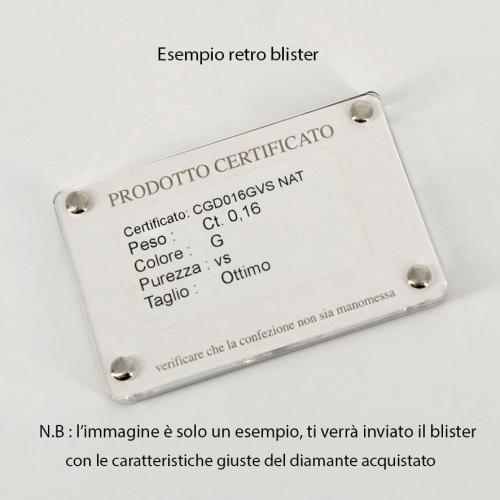 Esempio retro blister
PRODOTTO CERTIFICATO
Certificato: CGD016GVS NAT
Peso : Ct. 0,16
Colore : G
Purezza : vs
Taglio : Ottimo
verificare che la confezione non sia manomessa
N.B : l'immagine è solo un esempio, ti verrà inviato il blister
con le caratteristiche giuste del diamante acquistato